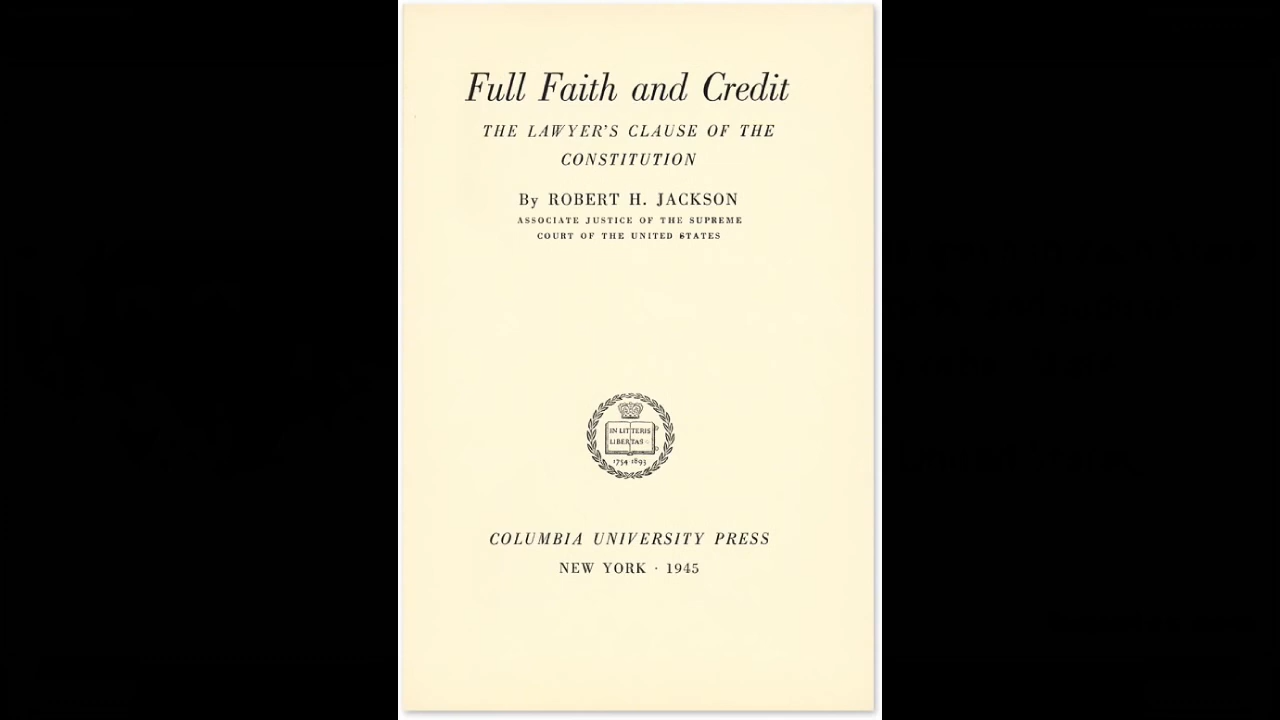 Full Faith and Credit
THE LAWYER'S CLAUSE OF THE
CONSTITUTION
By ROBERT H. JACKSON
ASSOCIATE JUSTICE OF THE SUPREME
COURT OF THE UNITED STATES
IN LITTERIS
LIBERTAS
1754 1893
COLUMBIA UNIVERSITY PRESS
NEW YORK · 1945